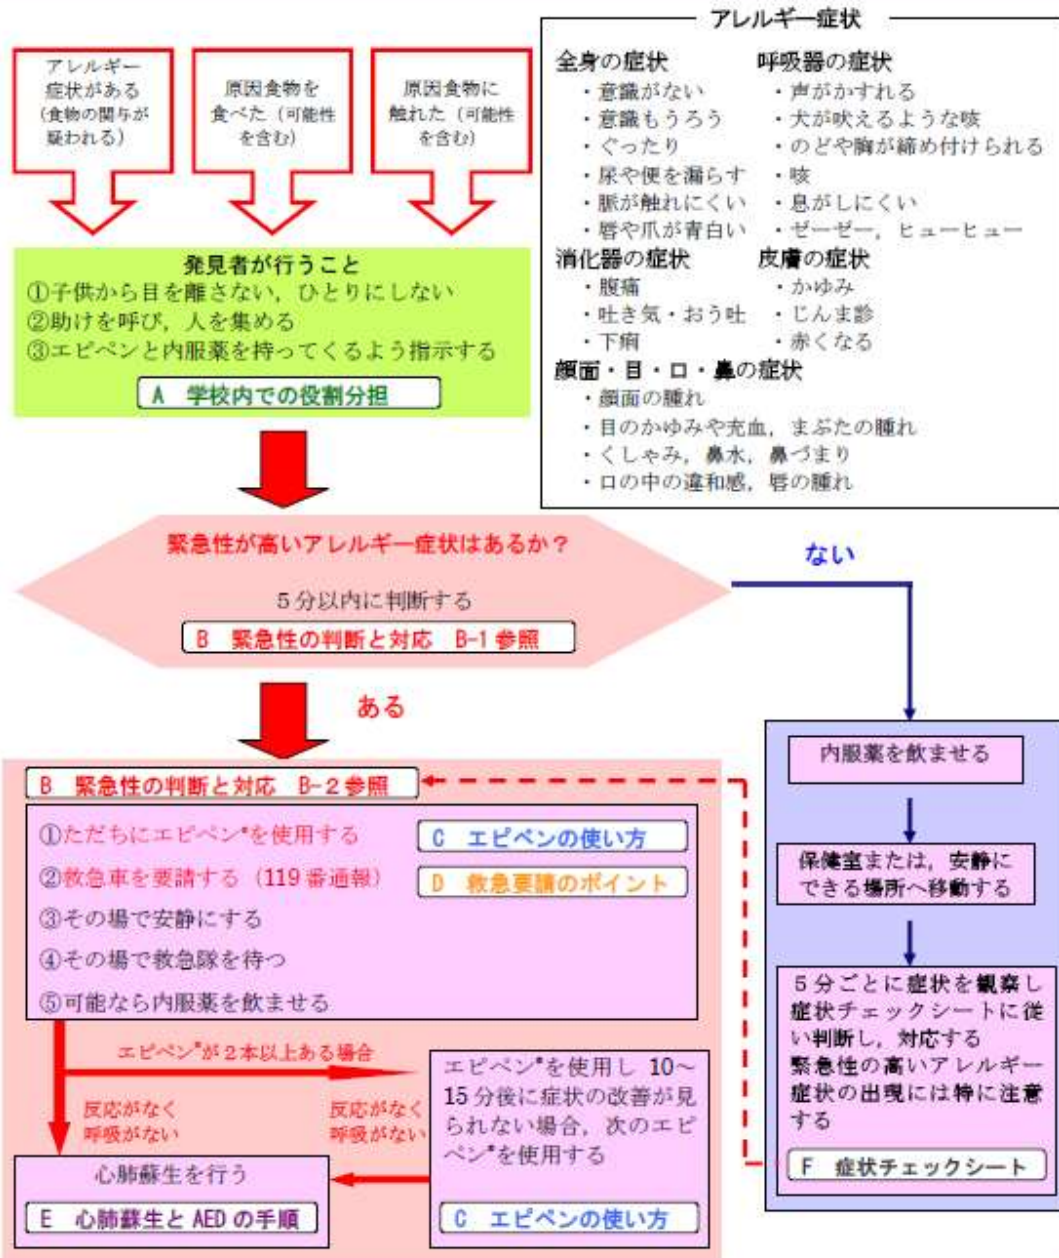 アレルギー
症状がある
(食物の関与が
疑われる)
原因食物を
食べた(可能性
を含む)
原因食物に
触れた(可能性
を含む)
アレルギー症状
全身の症状
・意識がない
・意識もうろう
・ぐったり
・尿や便を漏らす
・脈が触れにくい
・唇や爪が青白い
呼吸器の症状
・声がかすれる
・犬が吠えるような咳
・のどや胸が締め付けられる
・咳
・息がしにくい
・ゼーゼー，ヒューヒュー
消化器の症状
・腹痛
・吐き気・おう吐
・下痢
皮膚の症状
・かゆみ
・じんま診
・赤くなる
顔面・目・口・鼻の症状
・顔面の腫れ
・目のかゆみや充血，まぶたの腫れ
・くしゃみ，鼻水，鼻づまり
・口の中の違和感，唇の腫れ
発見者が行うこと
①子供から目を離さない，ひとりにしない
②助けを呼び，人を集める
③エピペンと内服薬を持ってくるよう指示する
A 学校内での役割分担
緊急性が高いアレルギー症状はあるか？
5分以内に判断する
B 緊急性の判断と対応 B-1参照
ない
ある
B 緊急性の判断と対応 B-2参照
①ただちにエピペン®を使用する
C エピペンの使い方
②救急車を要請する（119番通報）
D 救急要請のポイント
③その場で安静にする
④その場で救急隊を待つ
⑤可能なら内服薬を飲ませる
エピペン®が2本以上ある場合
反応がなく
呼吸がない
反応がなく
呼吸がない
エピペン®を使用し 10～
15分後に症状の改善が見
られない場合，次のエピ
ペン®を使用する
C エピペンの使い方
心肺蘇生を行う
E 心肺蘇生とAEDの手順
内服薬を飲ませる
保健室または，安静に
できる場所へ移動する
5分ごとに症状を観察し
症状チェックシートに従
い判断し，対応する
緊急性の高いアレルギー
症状の出現には特に注意
する
F 症状チェックシート